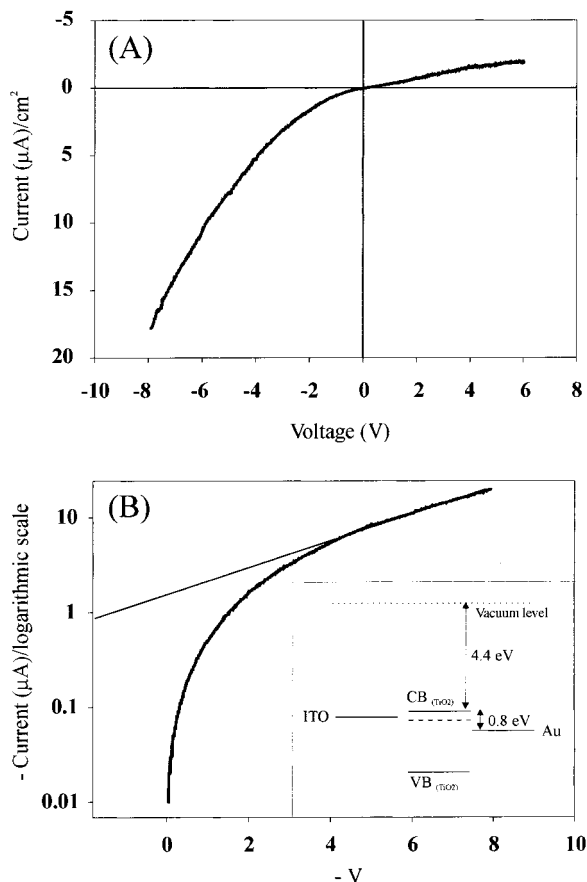 (A)
Current (µA)/cm²
-5
0
5
10
15
20
-10 -8 -6 -4 -2 0 2 4 6 8
Voltage (V)
(B)
- Current (µA)/logarithmic scale
10
1
0.1
0.01
Vacuum level
4.4 eV
CB (TiO2)
ITO
0.8 eV
Au
VB (TiO2)
0 2 4 6 8 10
- V